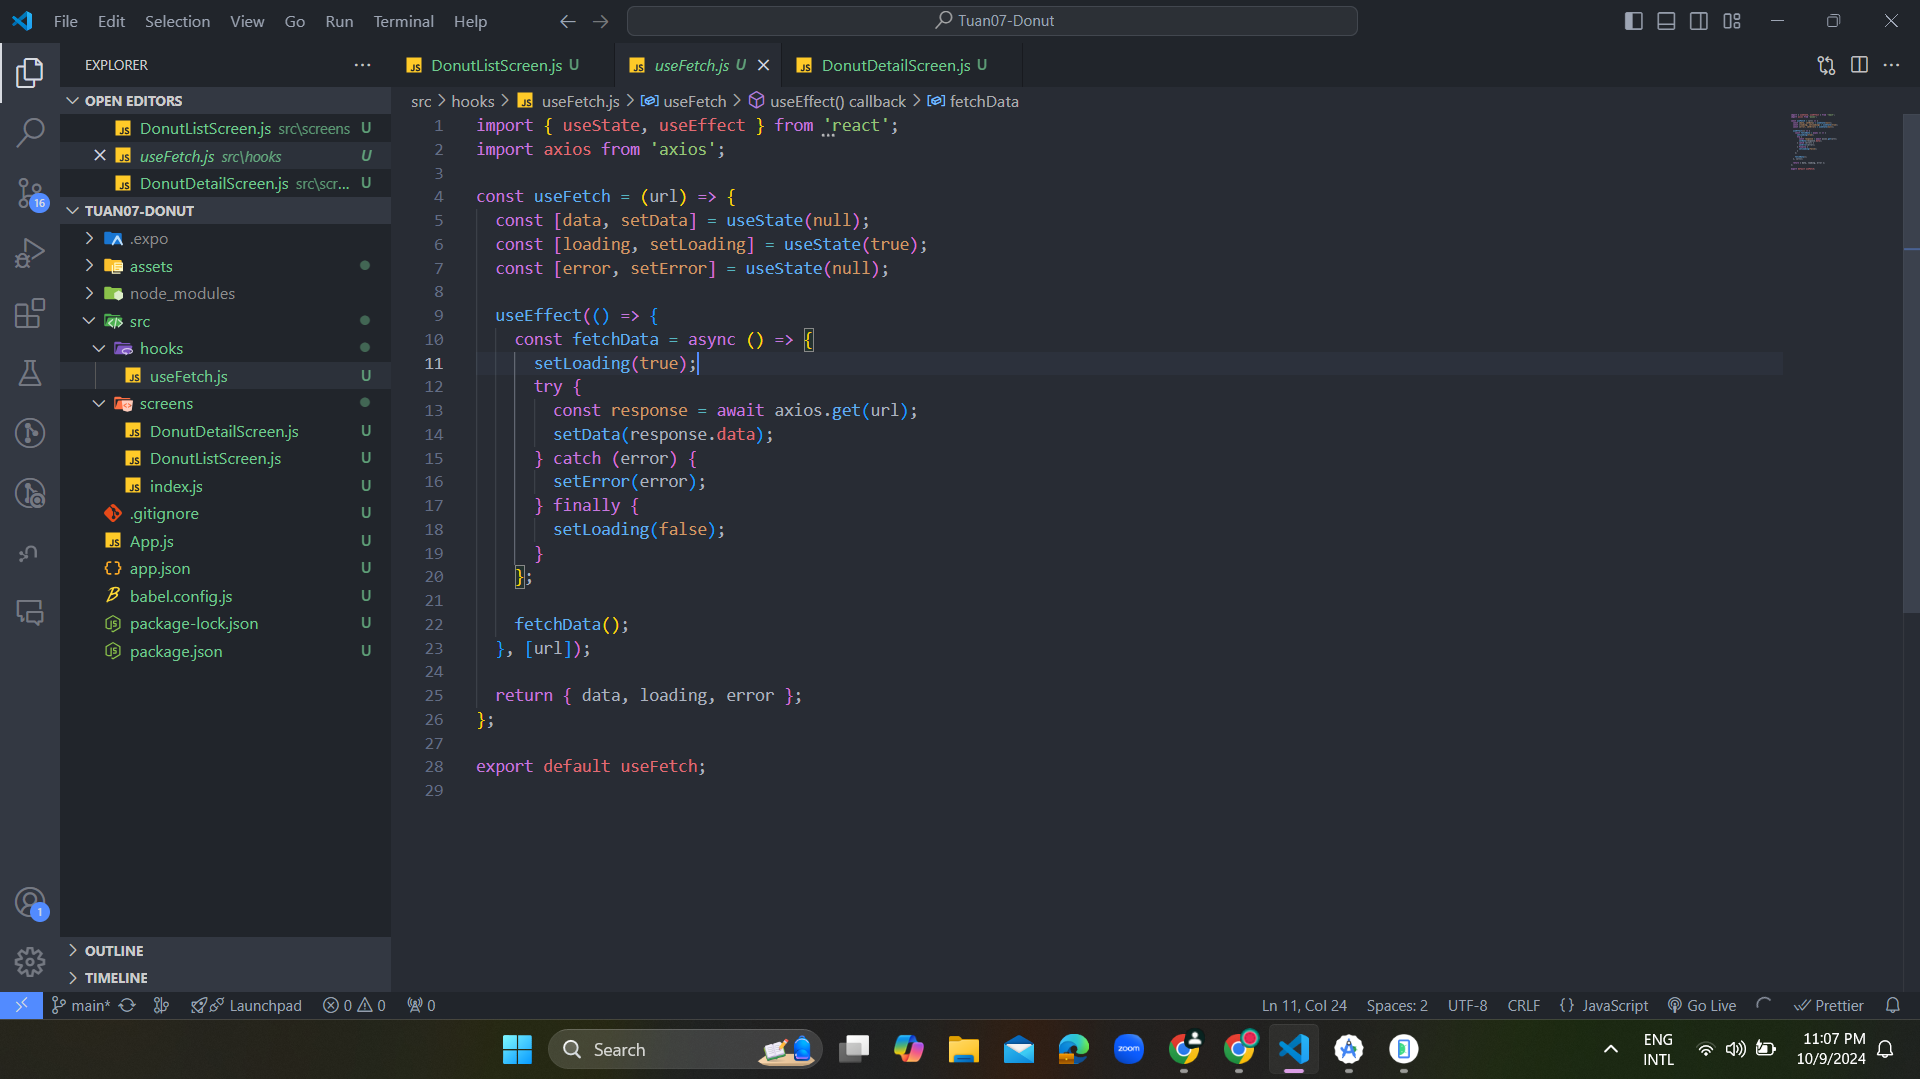 File Edit Selection View Go Run Terminal Help
Tuan07-Donut
EXPLORER
OPEN EDITORS
DonutListScreen.js src\screens U
useFetch.js src\hooks U
DonutDetailScreen.js src\scr... U
TUAN07-DONUT
.expo
assets
node_modules
src
hooks
useFetch.js U
screens
DonutDetailScreen.js U
DonutListScreen.js U
index.js U
.gitignore U
App.js U
app.json U
babel.config.js U
package-lock.json U
package.json U
OUTLINE
TIMELINE
16
1
DonutListScreen.js U
useFetch.js U
DonutDetailScreen.js U
src > hooks > useFetch.js > useFetch > useEffect() callback > fetchData
1 import { useState, useEffect } from 'react';
2 import axios from 'axios';
3
4 const useFetch = (url) => {
5 const [data, setData] = useState(null);
6 const [loading, setLoading] = useState(true);
7 const [error, setError] = useState(null);
8
9 useEffect(() => {
10 const fetchData = async () => {
11 setLoading(true);
12 try {
13 const response = await axios.get(url);
14 setData(response.data);
15 } catch (error) {
16 setError(error);
17 } finally {
18 setLoading(false);
19 }
20 };
21
22 fetchData();
23 }, [url]);
24
25 return { data, loading, error };
26 };
27
28 export default useFetch;
29
main* Launchpad 0 0 0
Ln 11, Col 24 Spaces: 2 UTF-8 CRLF {} JavaScript Go Live Prettier
Search
zoom
ENG
INTL
11:07 PM
10/9/2024